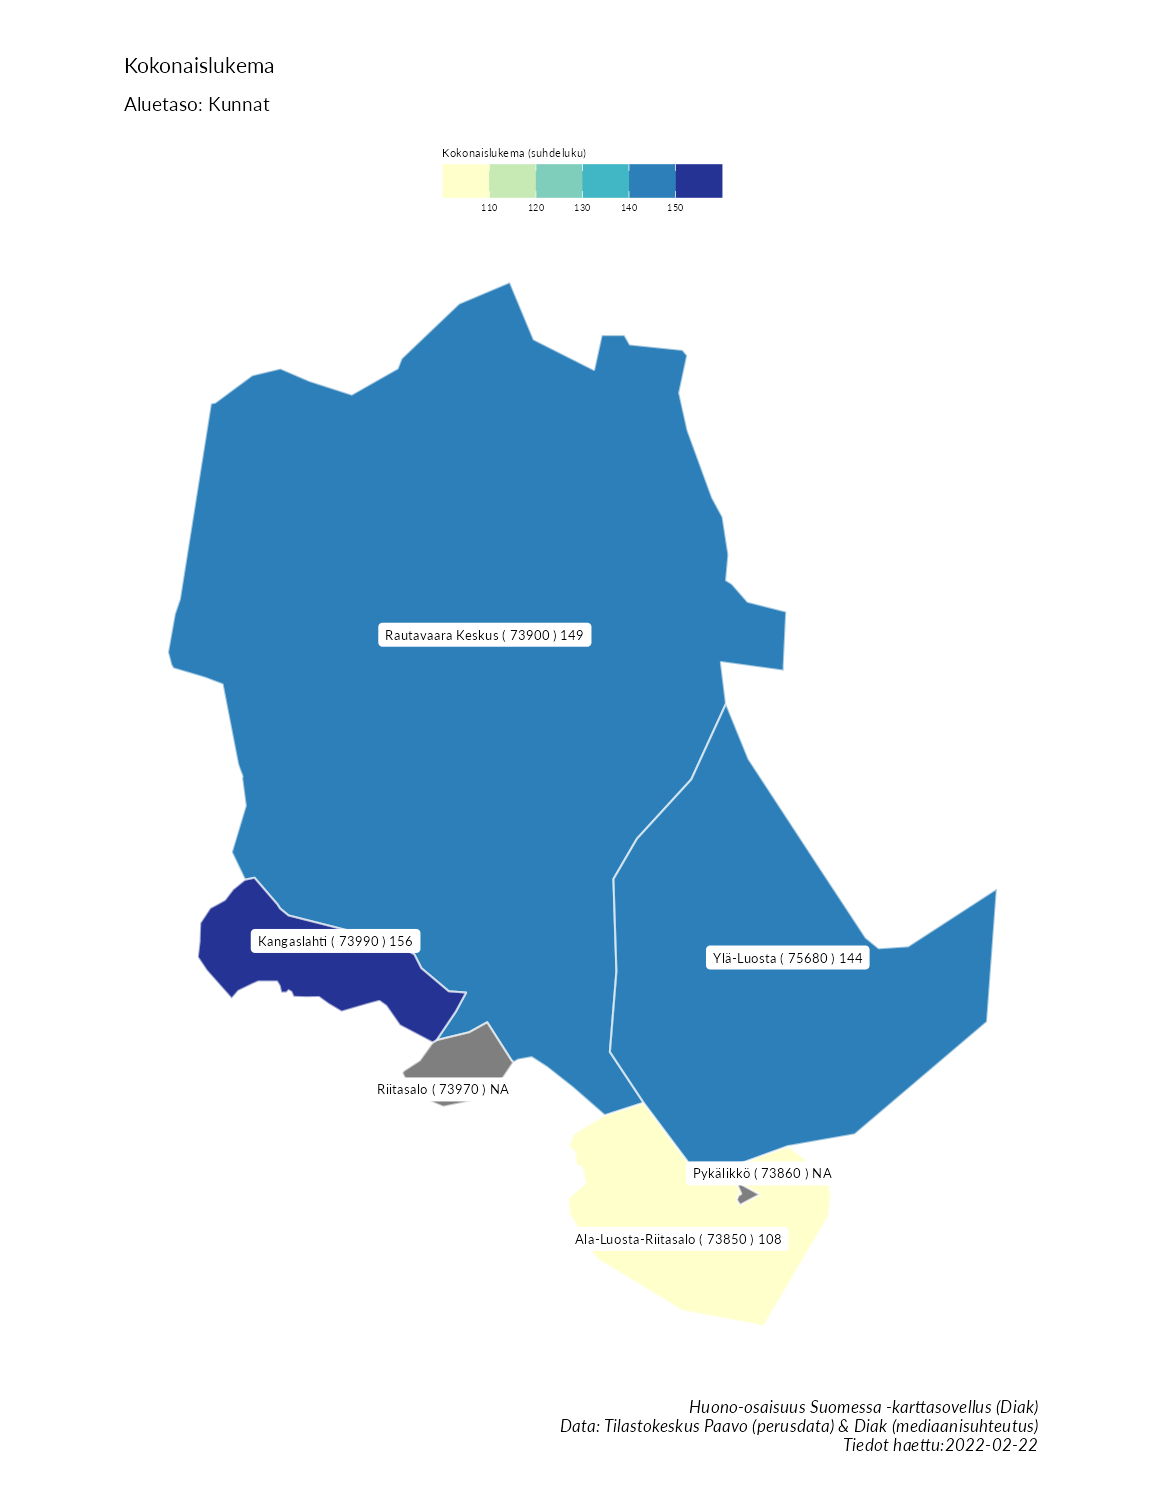 Kokonaislukema
Aluetaso: Kunnat
Kokonaislukema (suhdeluku)
110 120 130 140 150
Rautavaara Keskus ( 73900 ) 149
Kangaslahti ( 73990 ) 156
Ylä-Luosta ( 75680 ) 144
Riitasalo ( 73970 ) NA
Pykälikkö ( 73860 ) NA
Ala-Luosta-Riitasalo ( 73850 ) 108
Huono-osaisuus Suomessa -karttasovellus (Diak)
Data: Tilastokeskus Paavo (perusdata) & Diak (mediaanisuhteutus)
Tiedot haettu:2022-02-22